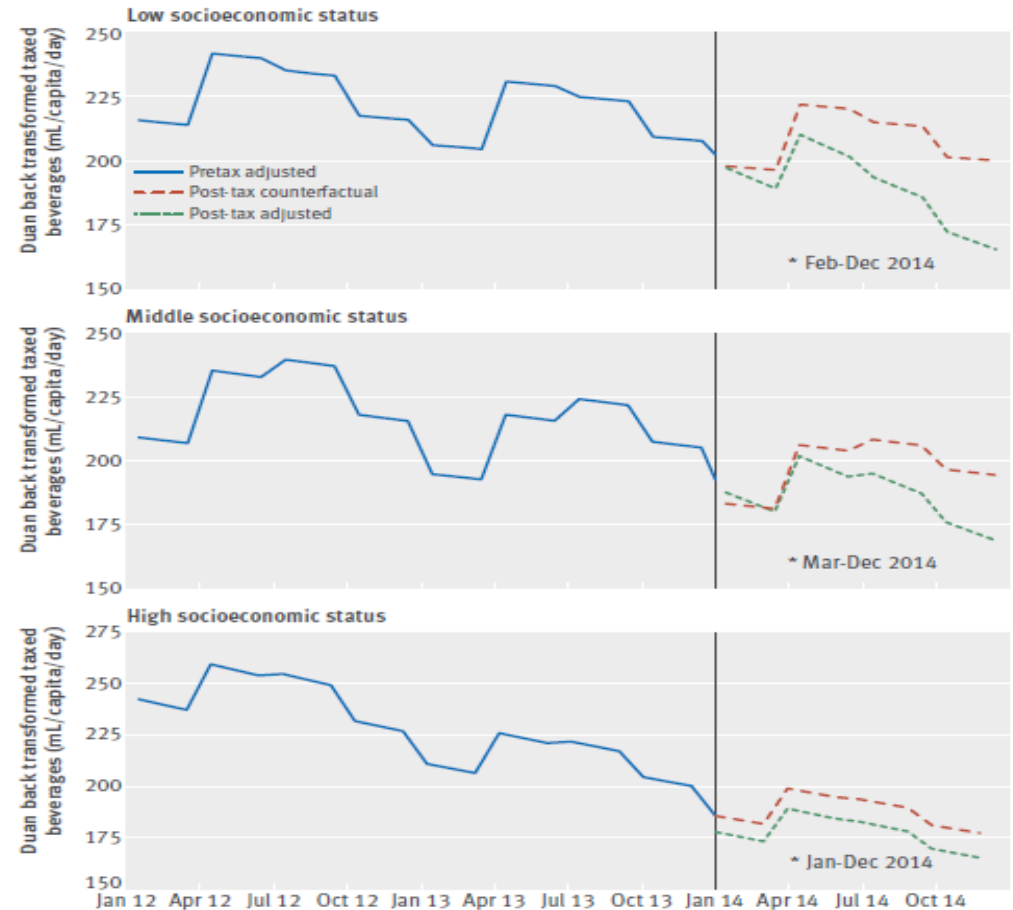 Low socioeconomic status
Duan back transformed taxed
beverages (mL/capita/day)
250
225
200
175
150
Pretax adjusted
Post-tax counterfactual
Post-tax adjusted
* Feb-Dec 2014
Middle socioeconomic status
Duan back transformed taxed
beverages (mL/capita/day)
250
225
200
175
150
* Mar-Dec 2014
High socioeconomic status
Duan back transformed taxed
beverages (mL/capita/day)
275
250
225
200
175
150
* Jan-Dec 2014
Jan 12 Apr 12 Jul 12 Oct 12 Jan 13 Apr 13 Jul 13 Oct 13 Jan 14 Apr 14 Jul 14 Oct 14